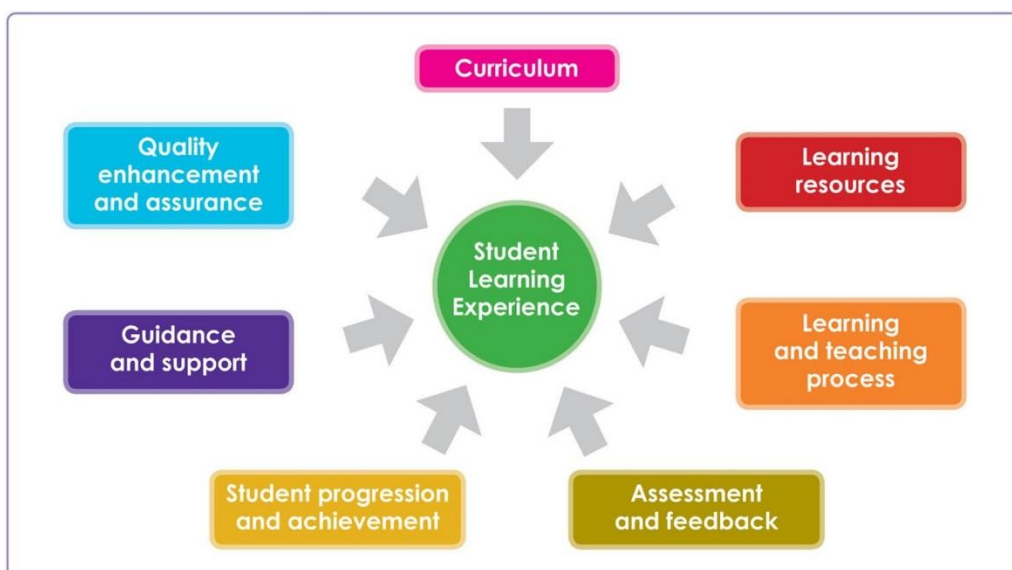 Curriculum
Quality
enhancement
and assurance
Learning
resources
Student
Learning
Experience
Guidance
and support
Learning
and teaching
process
Student progression
and achievement
Assessment
and feedback